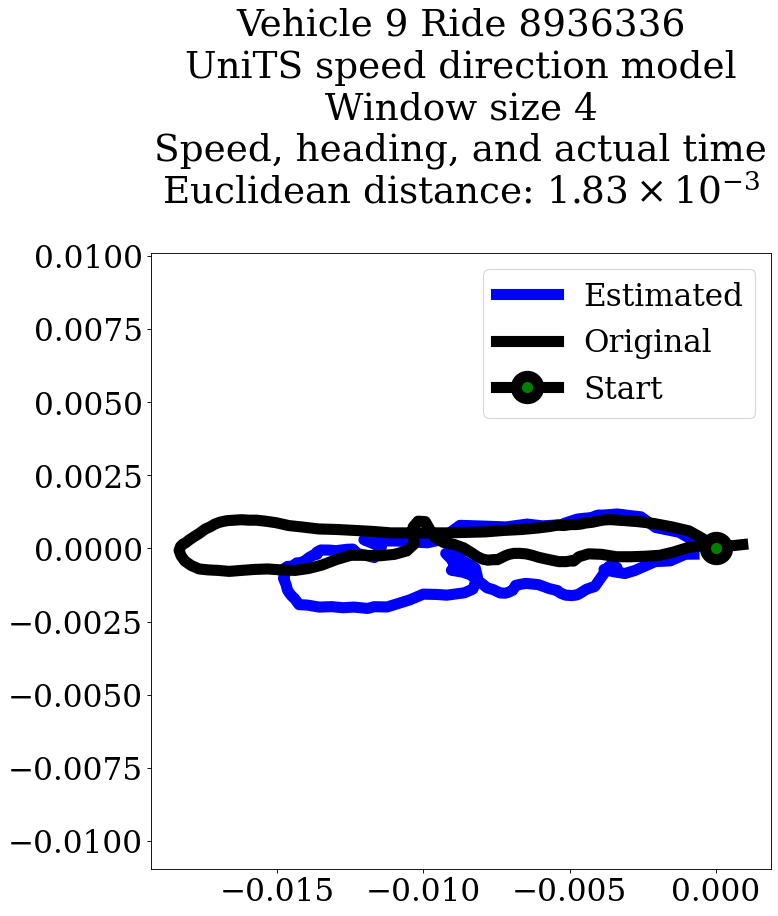 Vehicle 9 Ride 8936336
UniTS speed direction model
Window size 4
Speed, heading, and actual time
Euclidean distance: 1.83 × 10⁻³
0.0100
0.0075
0.0050
0.0025
0.0000
−0.0025
−0.0050
−0.0075
−0.0100
Estimated
Original
Start
−0.015 −0.010 −0.005 0.000